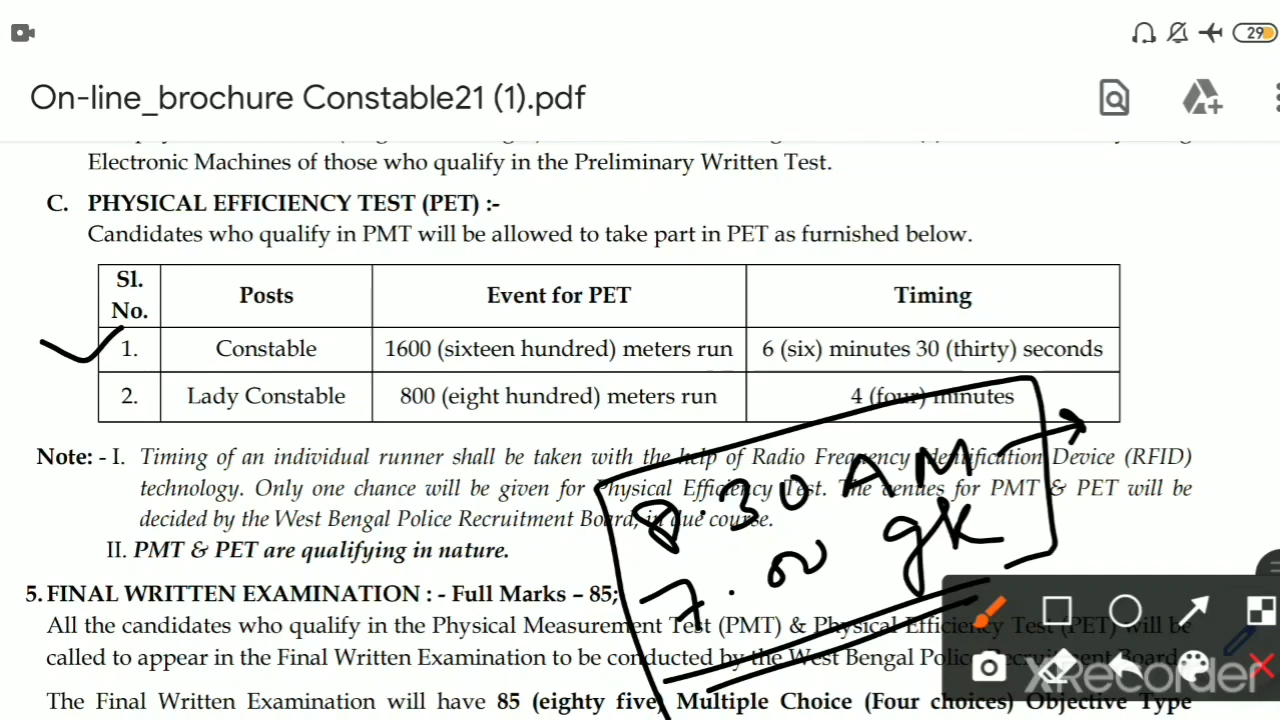 29
On-line_brochure Constable21 (1).pdf
Electronic Machines of those who qualify in the Preliminary Written Test.
C. PHYSICAL EFFICIENCY TEST (PET) :-
Candidates who qualify in PMT will be allowed to take part in PET as furnished below.
Sl. No. Posts Event for PET Timing
1. Constable 1600 (sixteen hundred) meters run 6 (six) minutes 30 (thirty) seconds
2. Lady Constable 800 (eight hundred) meters run 4 (four) minutes
Note: - I. Timing of an individual runner shall be taken with the help of Radio Frequency Identification Device (RFID)
technology. Only one chance will be given for Physical Efficiency Test. The venues for PMT & PET will be
decided by the West Bengal Police Recruitment Board, in due course.
II. PMT & PET are qualifying in nature.
8.30 AM
7.00 gk
5. FINAL WRITTEN EXAMINATION : - Full Marks – 85;
All the candidates who qualify in the Physical Measurement Test (PMT) & Physical Efficiency Test (PET) will be
called to appear in the Final Written Examination to be conducted by the West Bengal Police Recruitment Board.
The Final Written Examination will have 85 (eighty five) Multiple Choice (Four choices) Objective Type
XRecorder